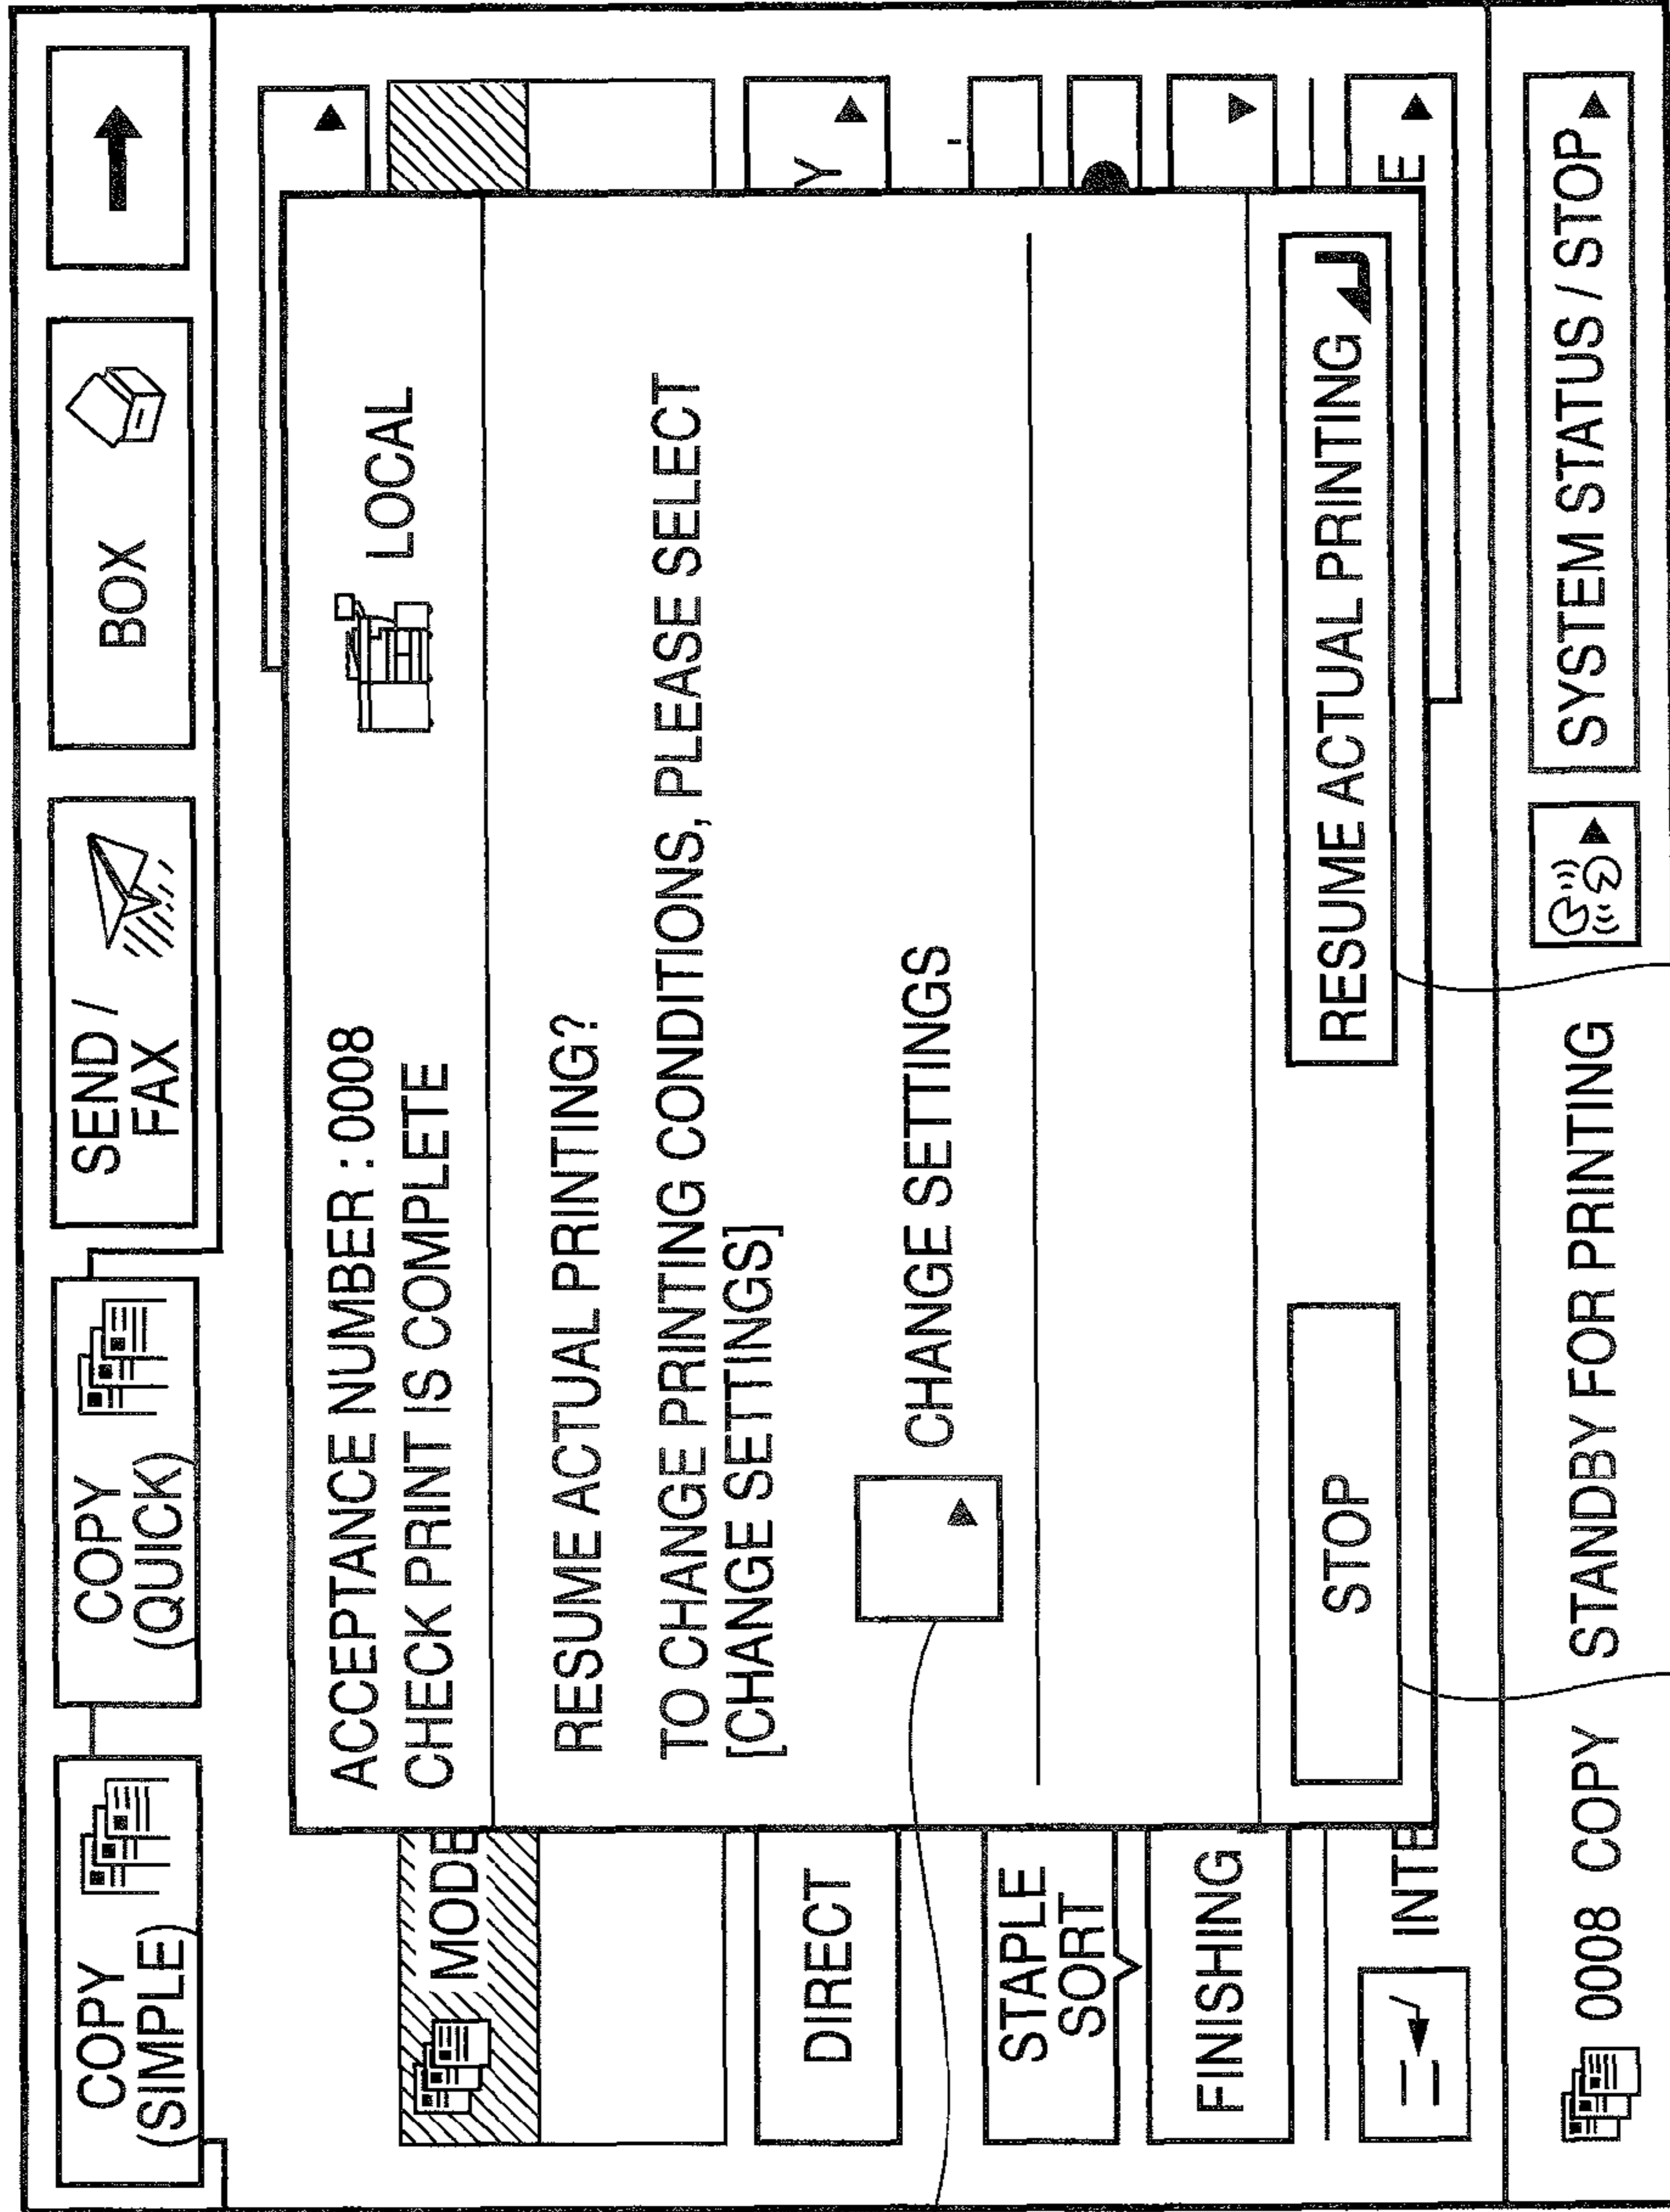 COPY
(SIMPLE)
COPY
(QUICK)
SEND /
FAX
BOX
ACCEPTANCE NUMBER : 0008
CHECK PRINT IS COMPLETE
LOCAL
RESUME ACTUAL PRINTING?
TO CHANGE PRINTING CONDITIONS, PLEASE SELECT
[CHANGE SETTINGS]
CHANGE SETTINGS
STOP
RESUME ACTUAL PRINTING
DIRECT
Y
STAPLE
SORT
FINISHING
E
0008 COPY STANDBY FOR PRINTING
SYSTEM STATUS / STOP